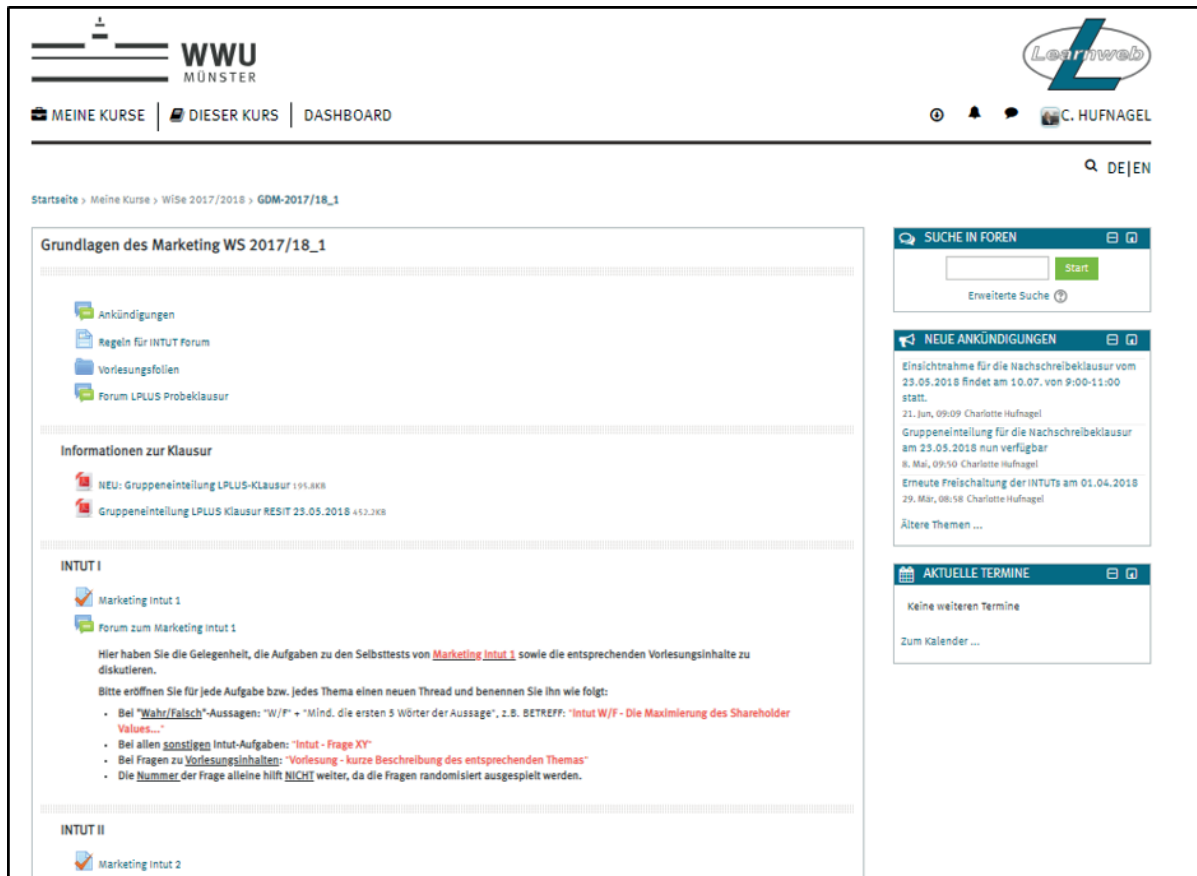 WWU
MÜNSTER
Learnweb
MEINE KURSE
DIESER KURS
DASHBOARD
C. HUFNAGEL
DE|EN
Startseite > Meine Kurse > WiSe 2017/2018 > GDM-2017/18_1
Grundlagen des Marketing WS 2017/18_1
Ankündigungen
Regeln für INTUT Forum
Vorlesungsfolien
Forum LPLUS Probeklausur
Informationen zur Klausur
NEU: Gruppeneinteilung LPLUS-KLausur 195.8KB
Gruppeneinteilung LPLUS Klausur RESIT 23.05.2018 452.2KB
INTUT I
Marketing Intut 1
Forum zum Marketing Intut 1
Hier haben Sie die Gelegenheit, die Aufgaben zu den Selbsttests von Marketing Intut 1 sowie die entsprechenden Vorlesungsinhalte zu
diskutieren.
Bitte eröffnen Sie für jede Aufgabe bzw. jedes Thema einen neuen Thread und benennen Sie ihn wie folgt:
• Bei "Wahr/Falsch"-Aussagen: "W/F" + "Mind. die ersten 5 Wörter der Aussage", z.B. BETREFF: "Intut W/F - Die Maximierung des Shareholder
Values..."
• Bei allen sonstigen Intut-Aufgaben: "Intut - Frage XY"
• Bei Fragen zu Vorlesungsinhalten: "Vorlesung - kurze Beschreibung des entsprechenden Themas"
• Die Nummer der Frage alleine hilft NICHT weiter, da die Fragen randomisiert ausgespielt werden.
INTUT II
Marketing Intut 2
SUCHE IN FOREN
Start
Erweiterte Suche
NEUE ANKÜNDIGUNGEN
Einsichtnahme für die Nachschreibeklausur vom
23.05.2018 findet am 10.07. von 9:00-11:00
statt.
21. Jun, 09:09 Charlotte Hufnagel
Gruppeneinteilung für die Nachschreibeklausur
am 23.05.2018 nun verfügbar
8. Mai, 09:50 Charlotte Hufnagel
Erneute Freischaltung der INTUTs am 01.04.2018
29. Mär, 08:58 Charlotte Hufnagel
Ältere Themen ...
AKTUELLE TERMINE
Keine weiteren Termine
Zum Kalender ...